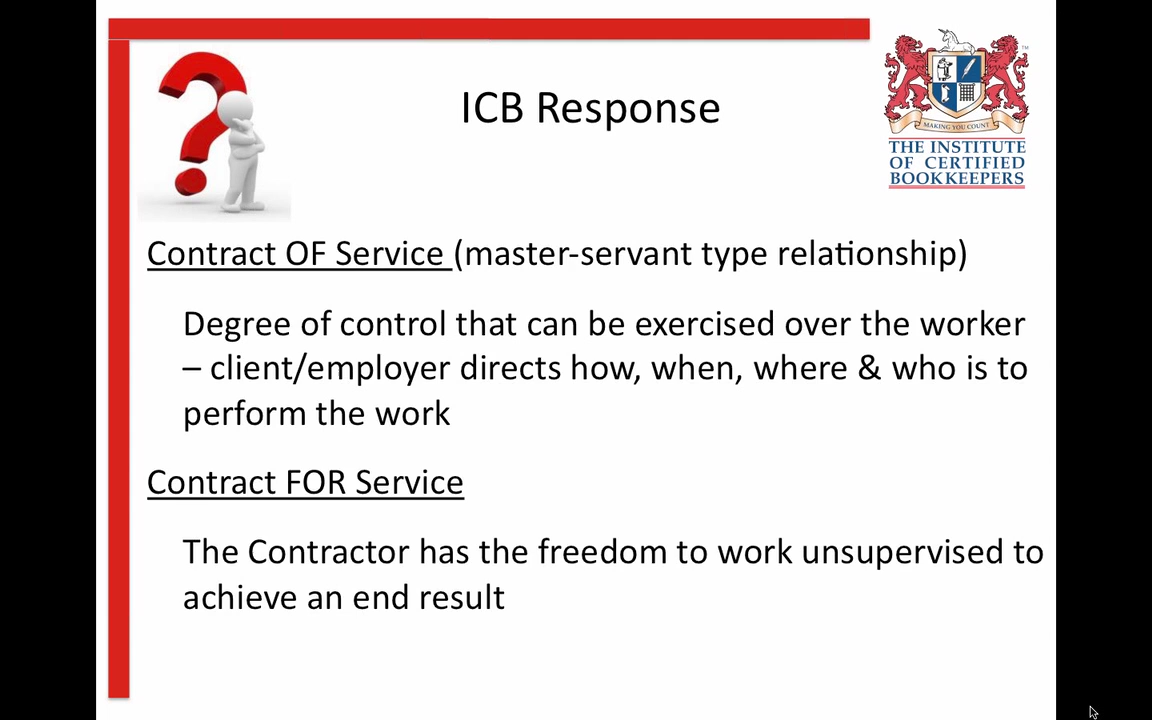 ICB Response
MAKING YOU COUNT
TM
THE INSTITUTE
OF CERTIFIED
BOOKKEEPERS
Contract OF Service (master-servant type relationship)
Degree of control that can be exercised over the worker
– client/employer directs how, when, where & who is to
perform the work
Contract FOR Service
The Contractor has the freedom to work unsupervised to
achieve an end result